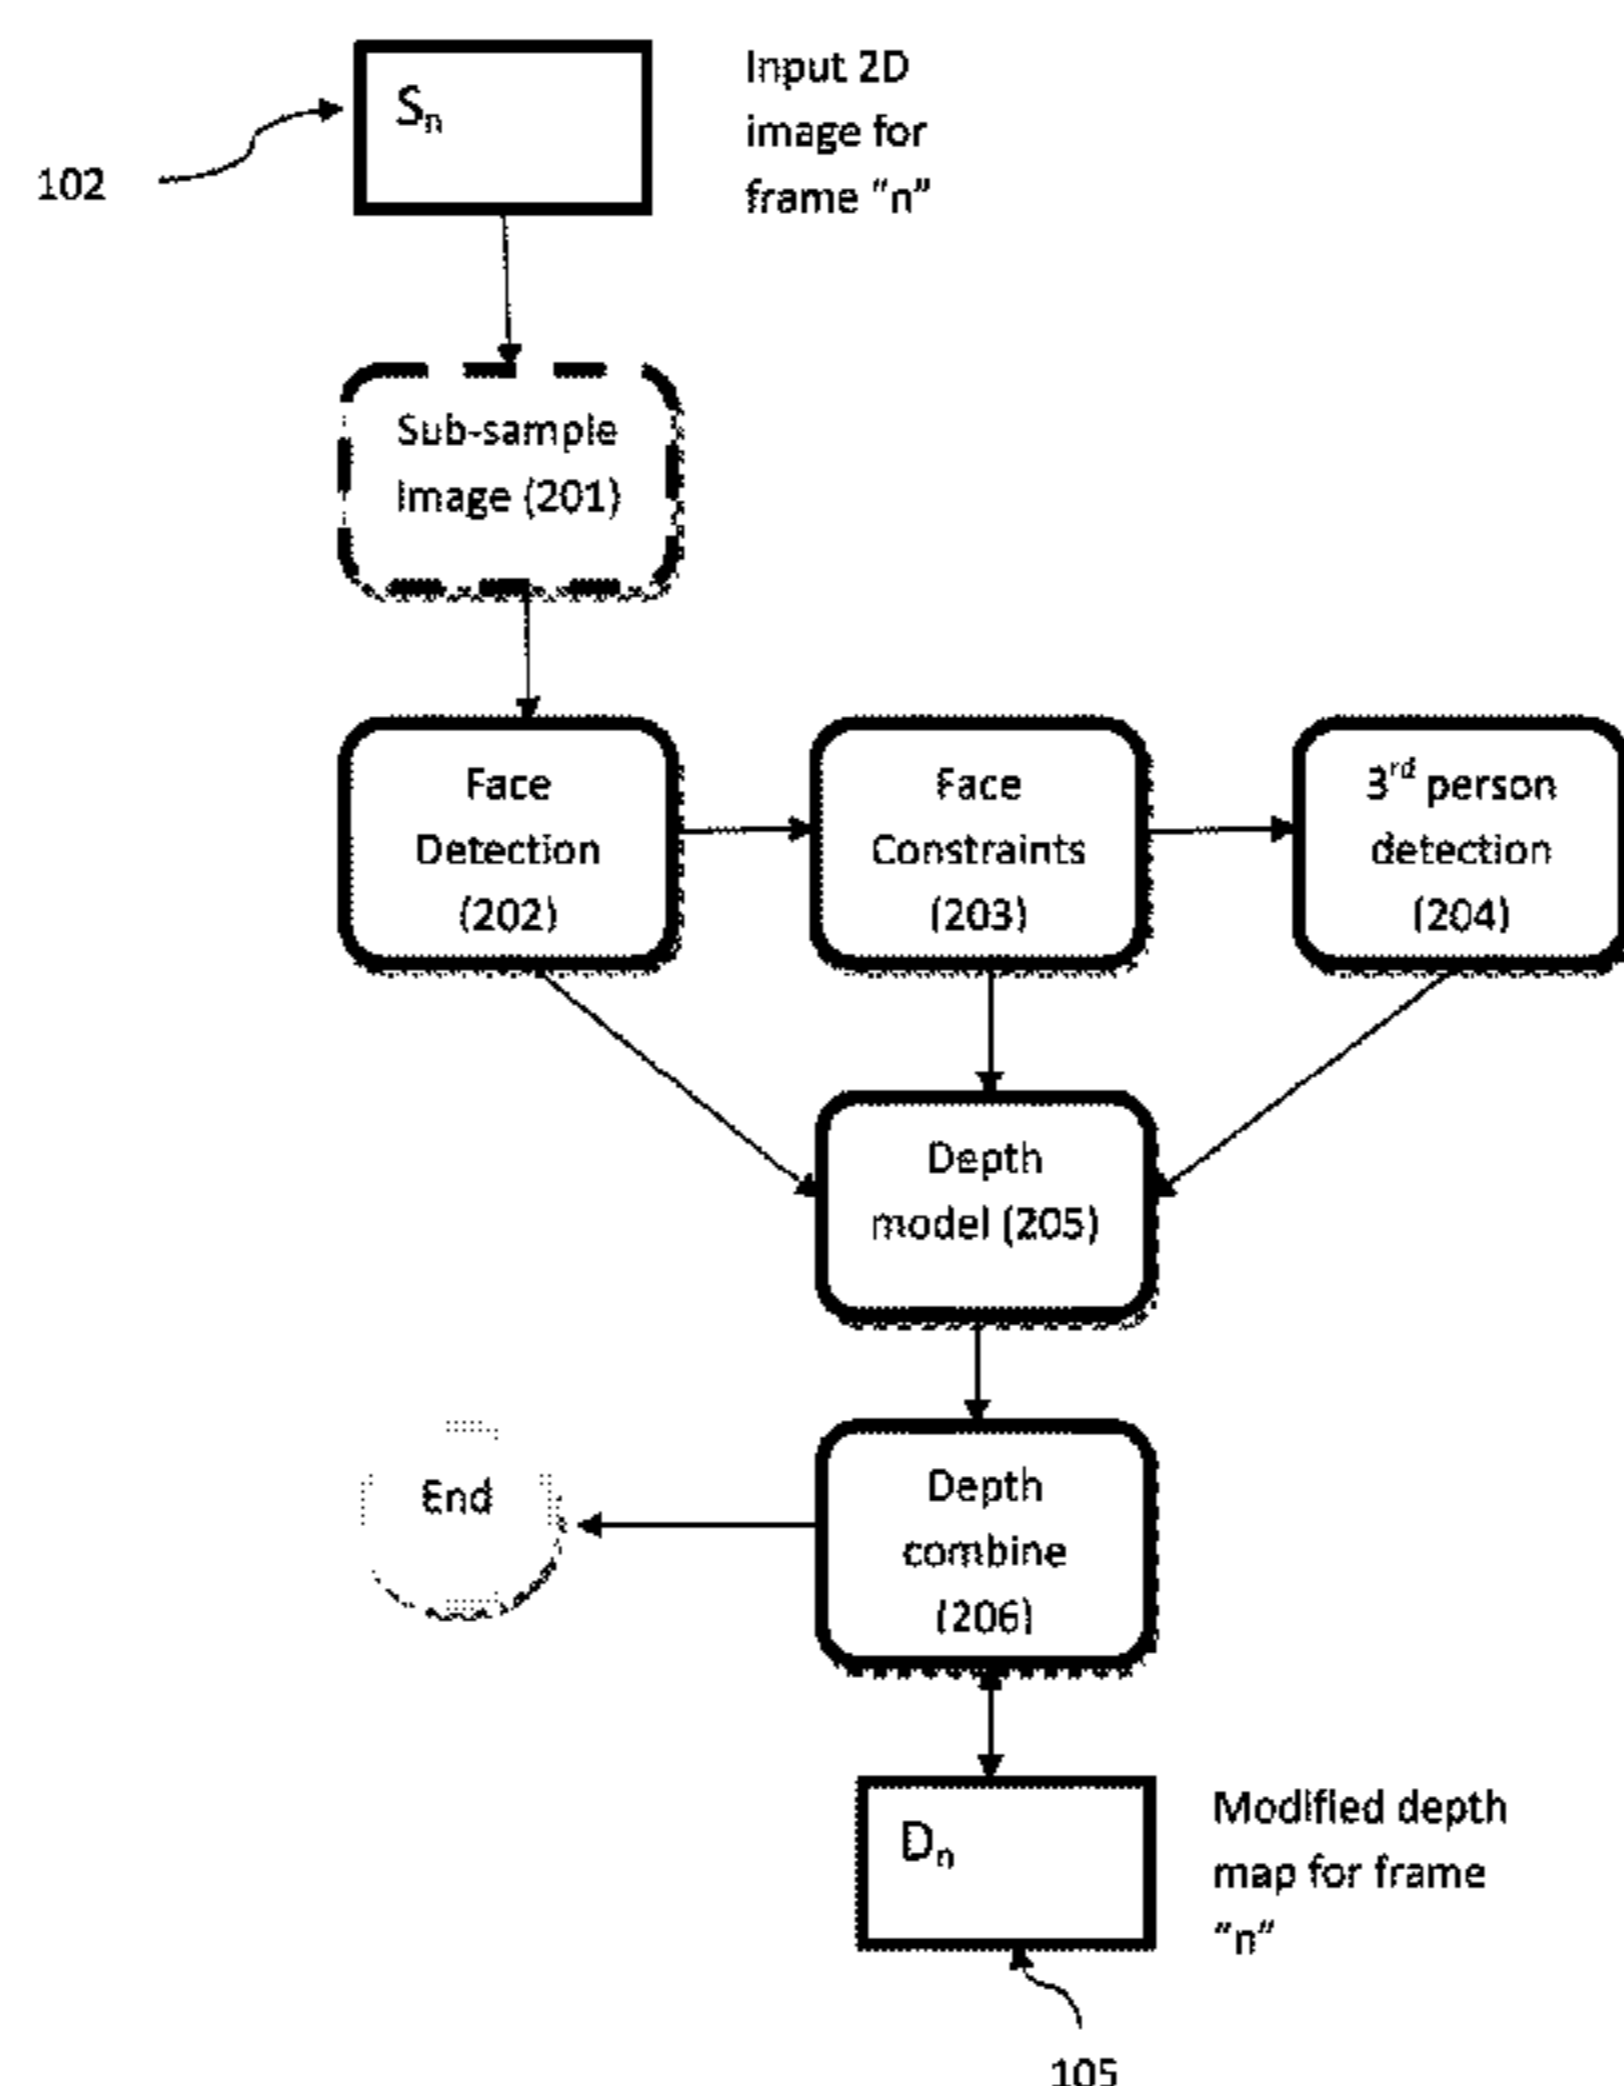 Sₙ
Input 2D
image for
frame “n”
102
Sub-sample
Image (201)
Face
Detection
(202)
Face
Constraints
(203)
3ʳᵈ person
detection
(204)
Depth
model (205)
End
Depth
combine
(206)
Dₙ
Modified depth
map for frame
“n”
105